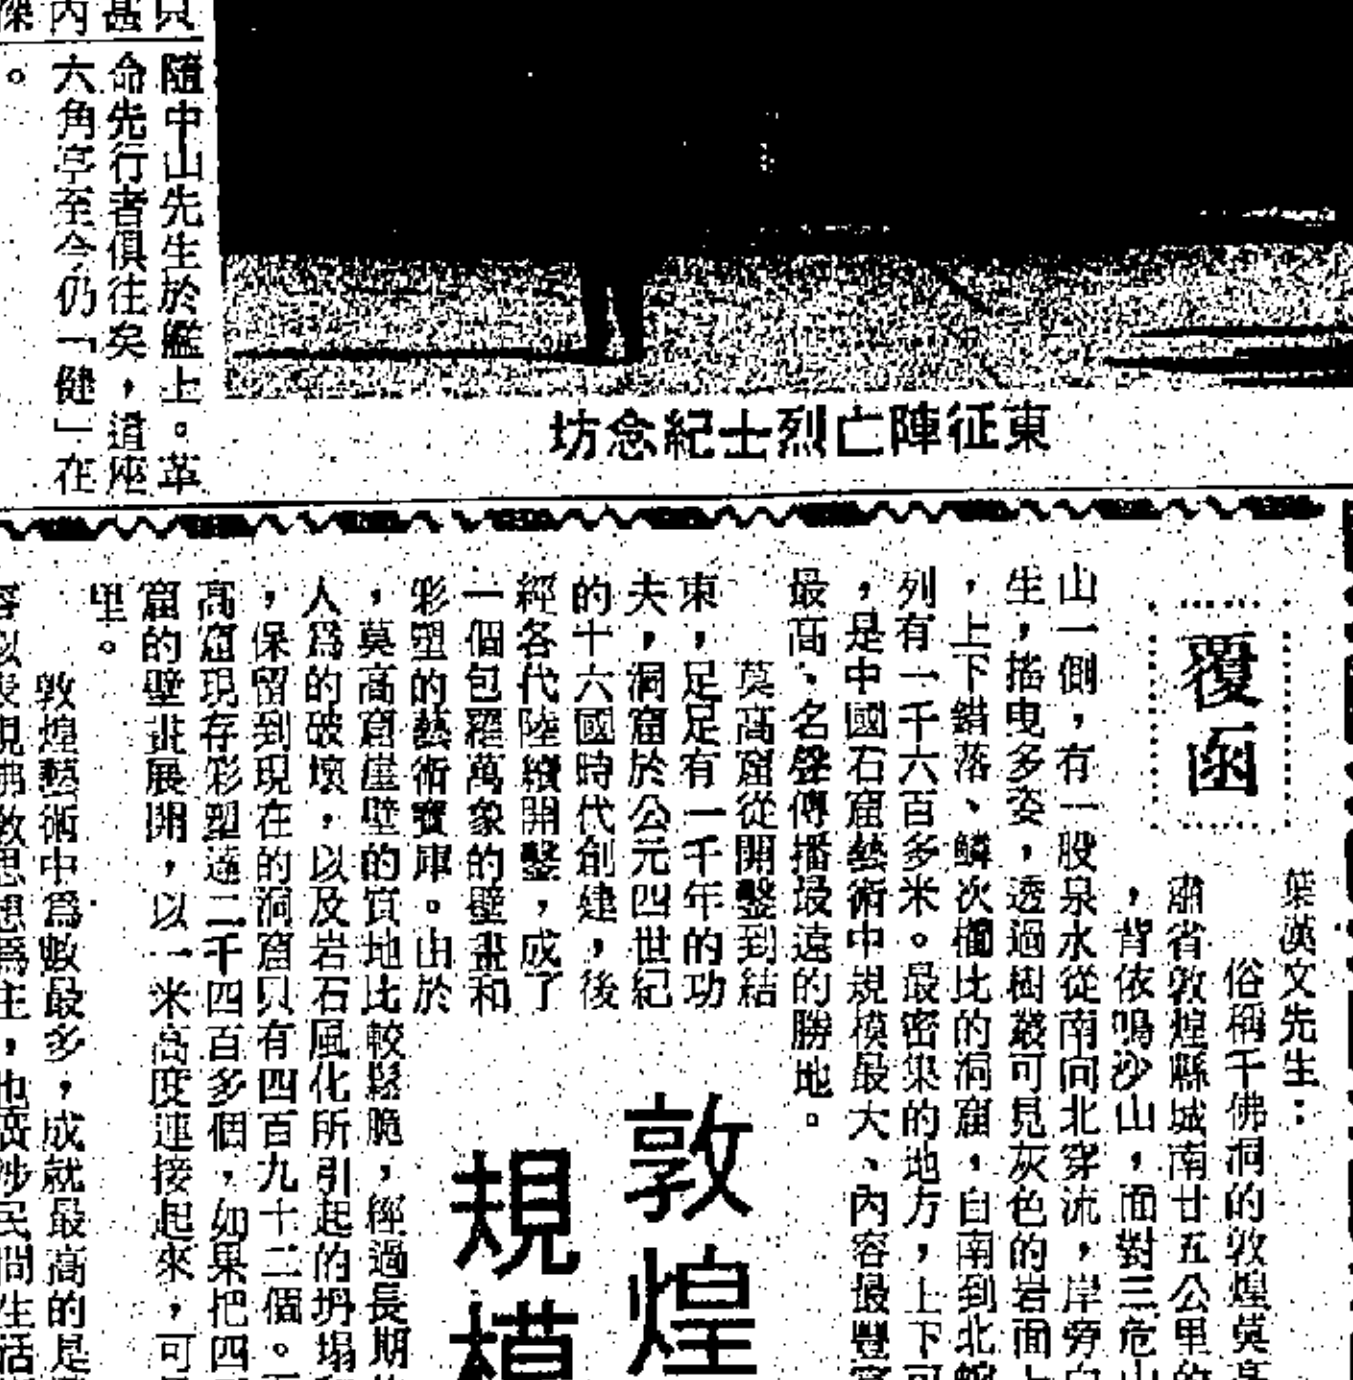 隨中山先生於艦上。革
命先行者俱往矣，這座
六角亭至今仍「健」在
。
東征陣亡烈士紀念坊
覆函
葉漢文先生：
俗稱千佛洞的敦煌莫高
肅省敦煌縣城南廿五公里的
，背依鳴沙山，面對三危山
山一側，有一股泉水從南向北穿流，岸旁白
生，搖曳多姿，透過樹叢可見灰色的岩面上
，上下錯落、鱗次櫛比的洞窟，自南到北
列有一千六百多米。最密集的地方，上下可
，是中國石窟藝術中規模最大、內容最豐富
最高、名聲傳播最遠的勝地。
莫高窟從開鑿到結
束，足足有一千年的功
夫，洞窟於公元四世紀
的十六國時代創建，後
經各代陸續開鑿，成了
一個包羅萬象的壁畫和
彩塑的藝術寶庫。由於
，莫高窟崖壁的質地比較鬆脆，經過長期
人為的破壞，以及岩石風化所引起的坍塌和
，保留到現在的洞窟只有四百九十二個。
高窟現存彩塑達二千四百多個，如果把四
窟的壁畫展開，以一米高度連接起來，可
里。
敦煌藝術中為數最多，成就最高的是
容以表現佛教思想為主，也廣涉民間生活
敦煌
規模